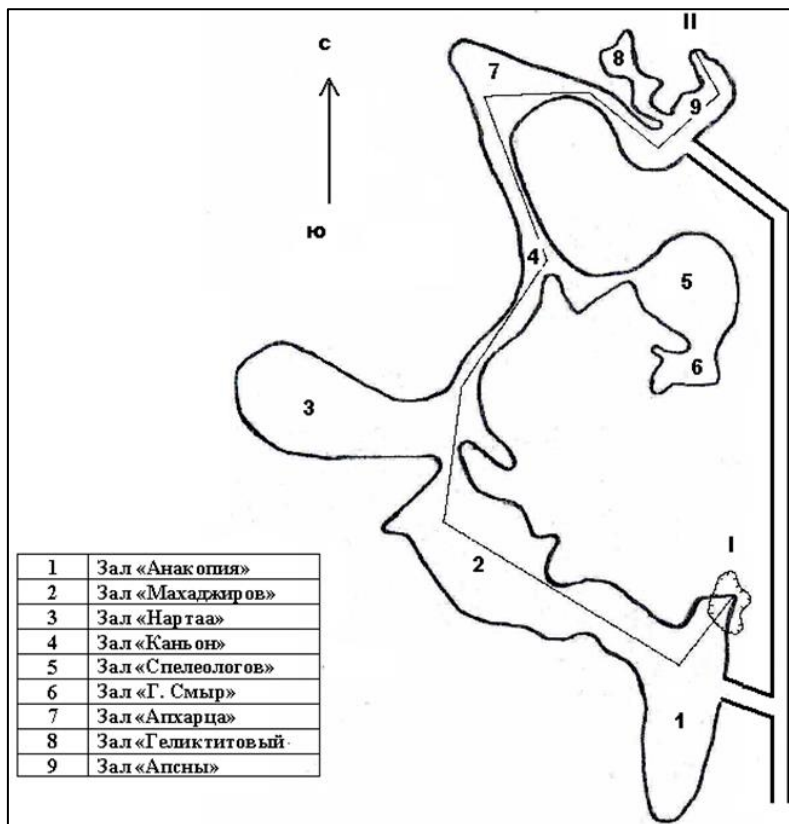 II
с
7
8
9
ю
4
5
6
3
I
2
1
1 Зал «Анакопия»
2 Зал «Махаджиров»
3 Зал «Нартаа»
4 Зал «Каньон»
5 Зал «Спелеологов»
6 Зал «Г. Смыр»
7 Зал «Апхарца»
8 Зал «Геликтитовый
9 Зал «Апсны»